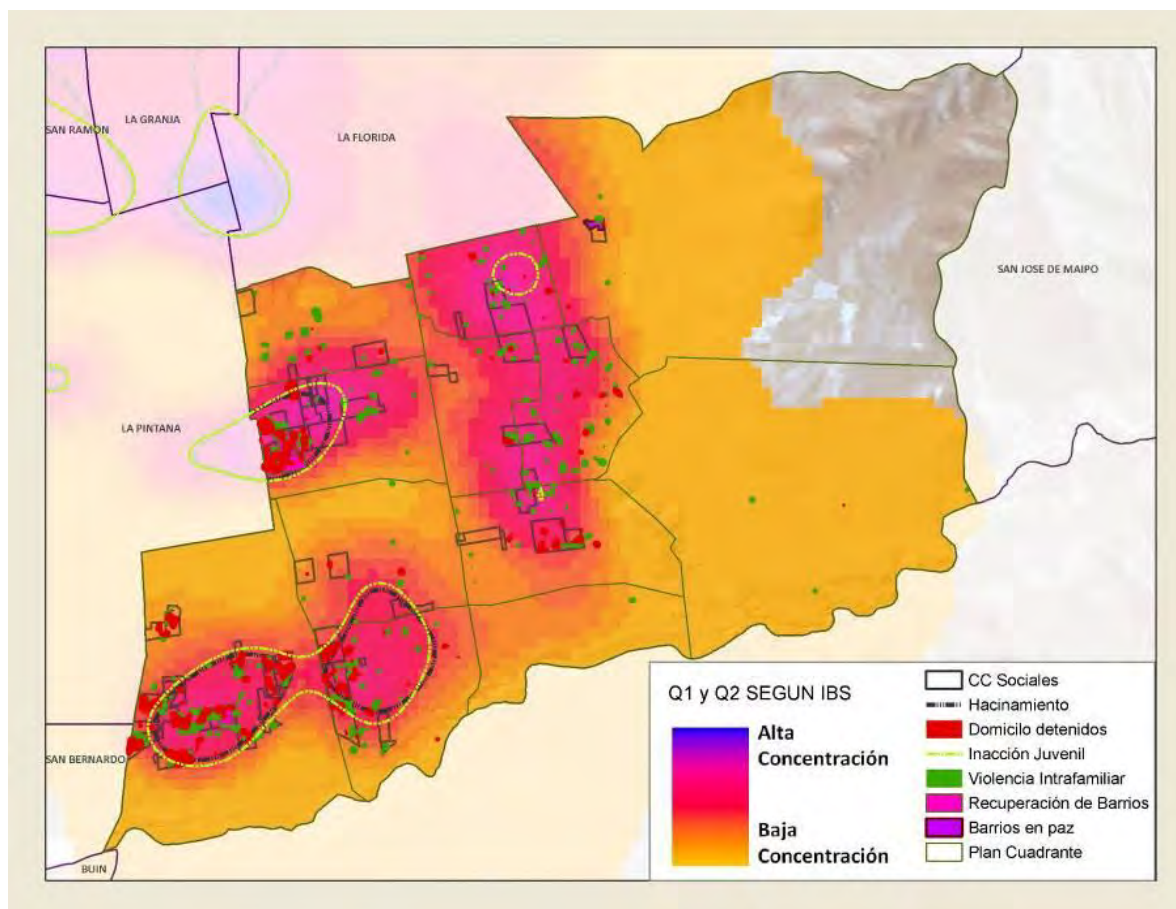 SAN RAMON
LA GRANJA
LA FLORIDA
SAN JOSE DE MAIPO
LA PINTANA
SAN BERNARDO
BUIN
Q1 y Q2 SEGUN IBS
Alta
Concentración
Baja
Concentración
CC Sociales
Hacinamiento
Domicilo detenidos
Inacción Juvenil
Violencia Intrafamiliar
Recuperación de Barrios
Barrios en paz
Plan Cuadrante